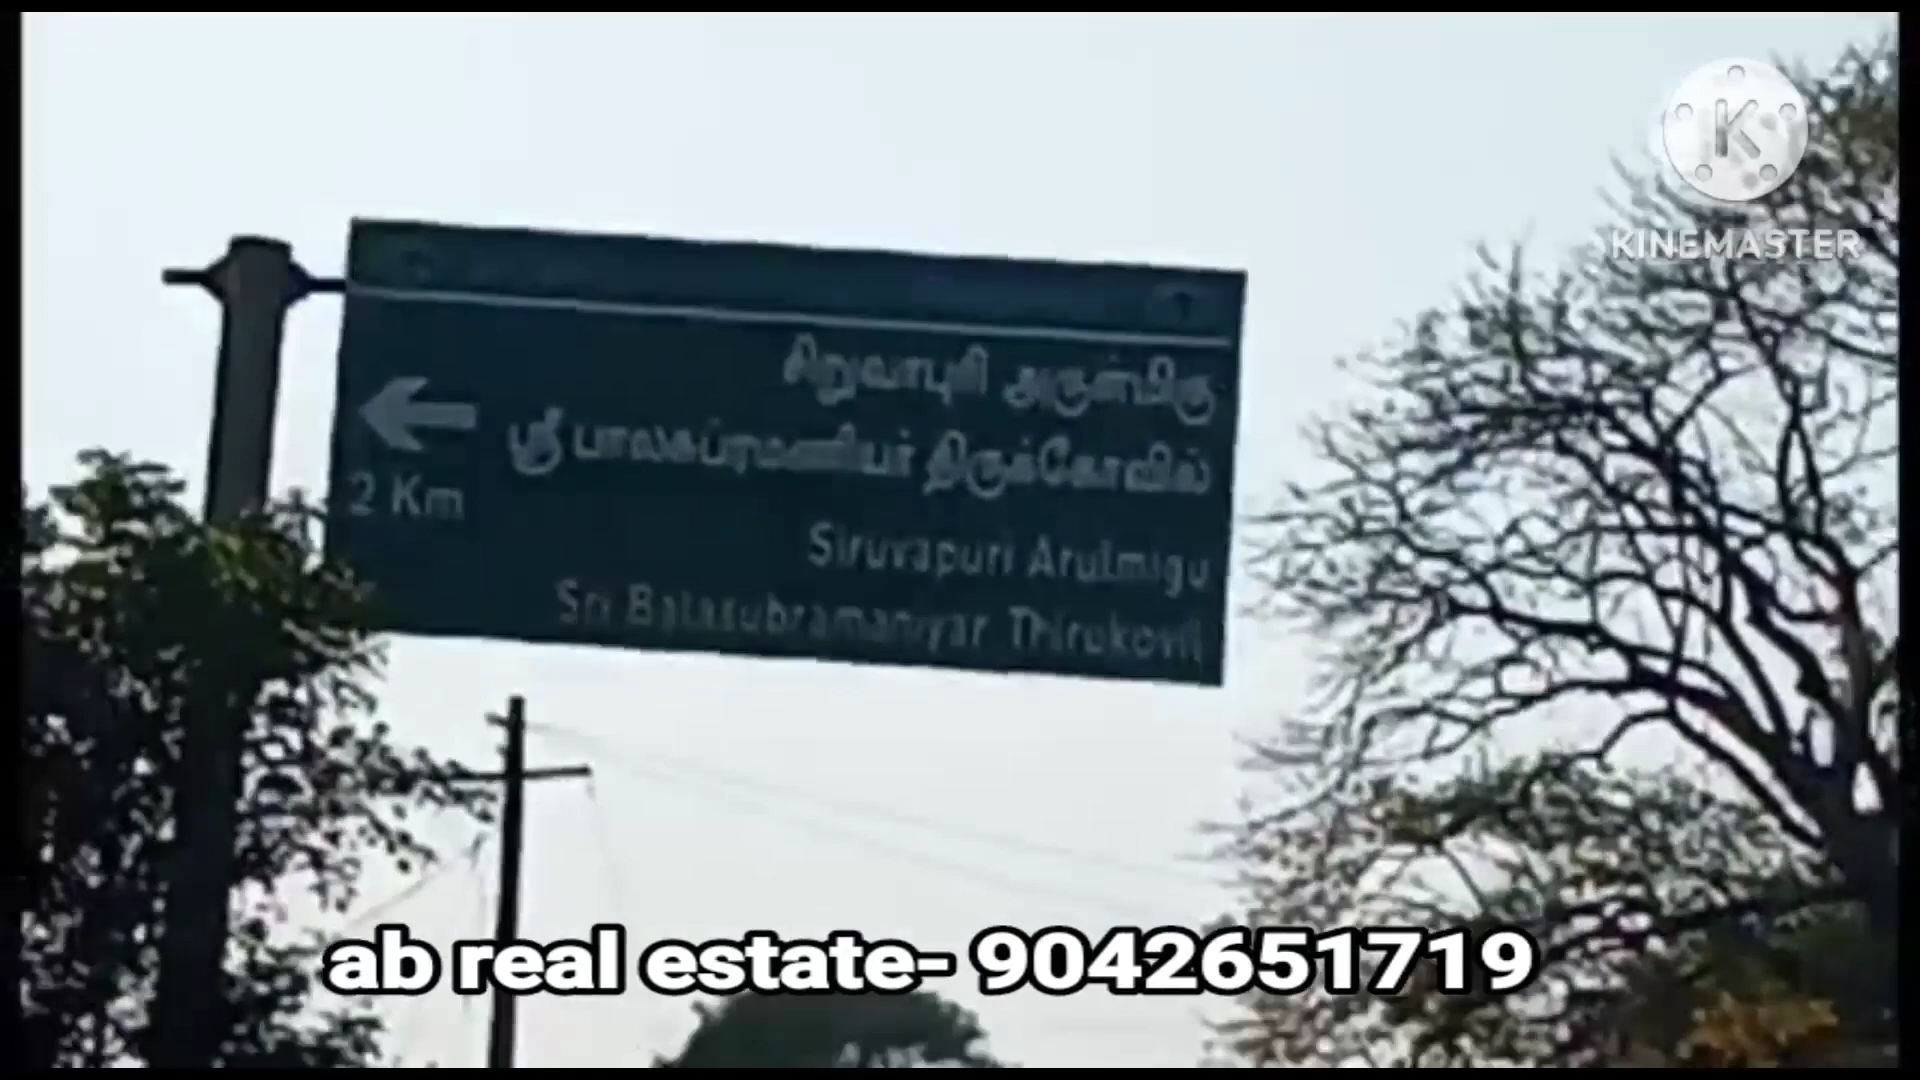 KINEMASTER
சிறுவாபுரி அருள்மிகு
ஸ்ரீ பாலசுப்ரமணியர் திருக்கோவில்
2 Km
Siruvapuri Arulmigu
Sri Balasubramaniyar Thirukovil
ab real estate- 9042651719